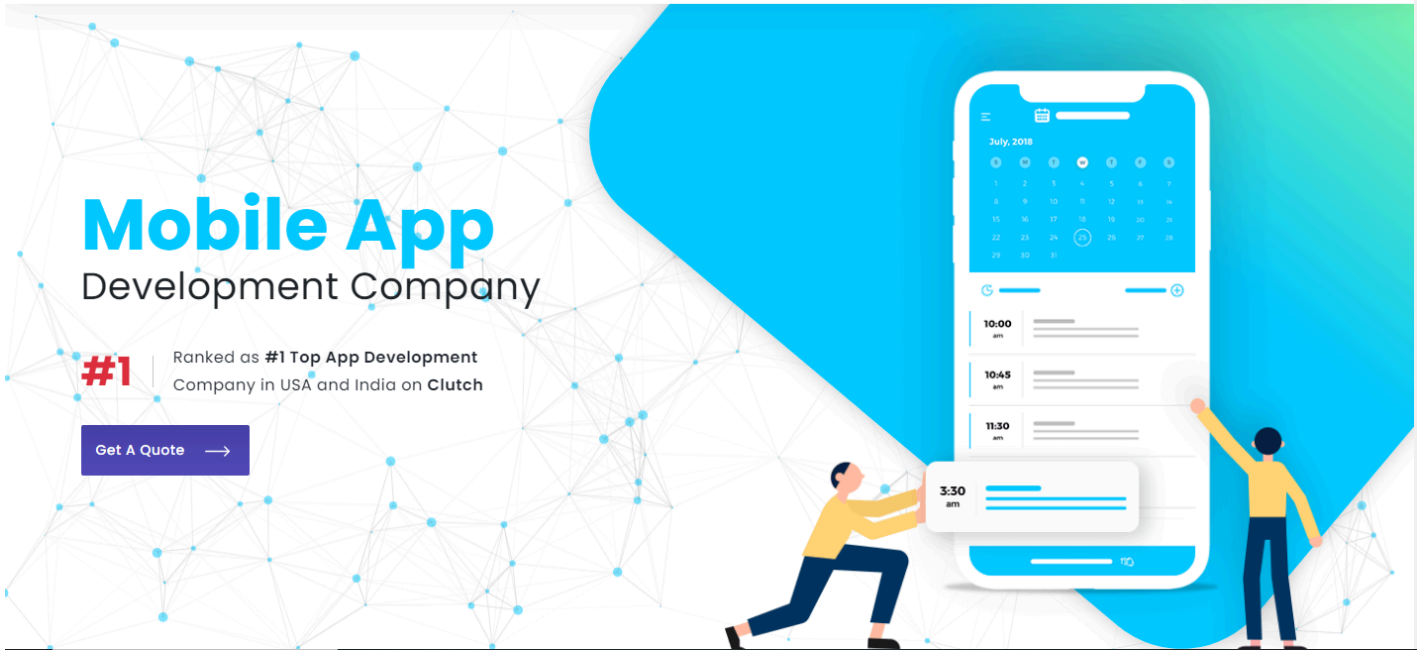 Mobile App
Development Company
#1
Ranked as #1 Top App Development
Company in USA and India on Clutch
Get A Quote
July, 2018
S M T W T F S
1 2 3 4 5 6 7
8 9 10 11 12 13 14
15 16 17 18 19 20 21
22 23 24 25 26 27 28
29 30 31
10:00
am
10:45
am
11:30
am
3:30
am